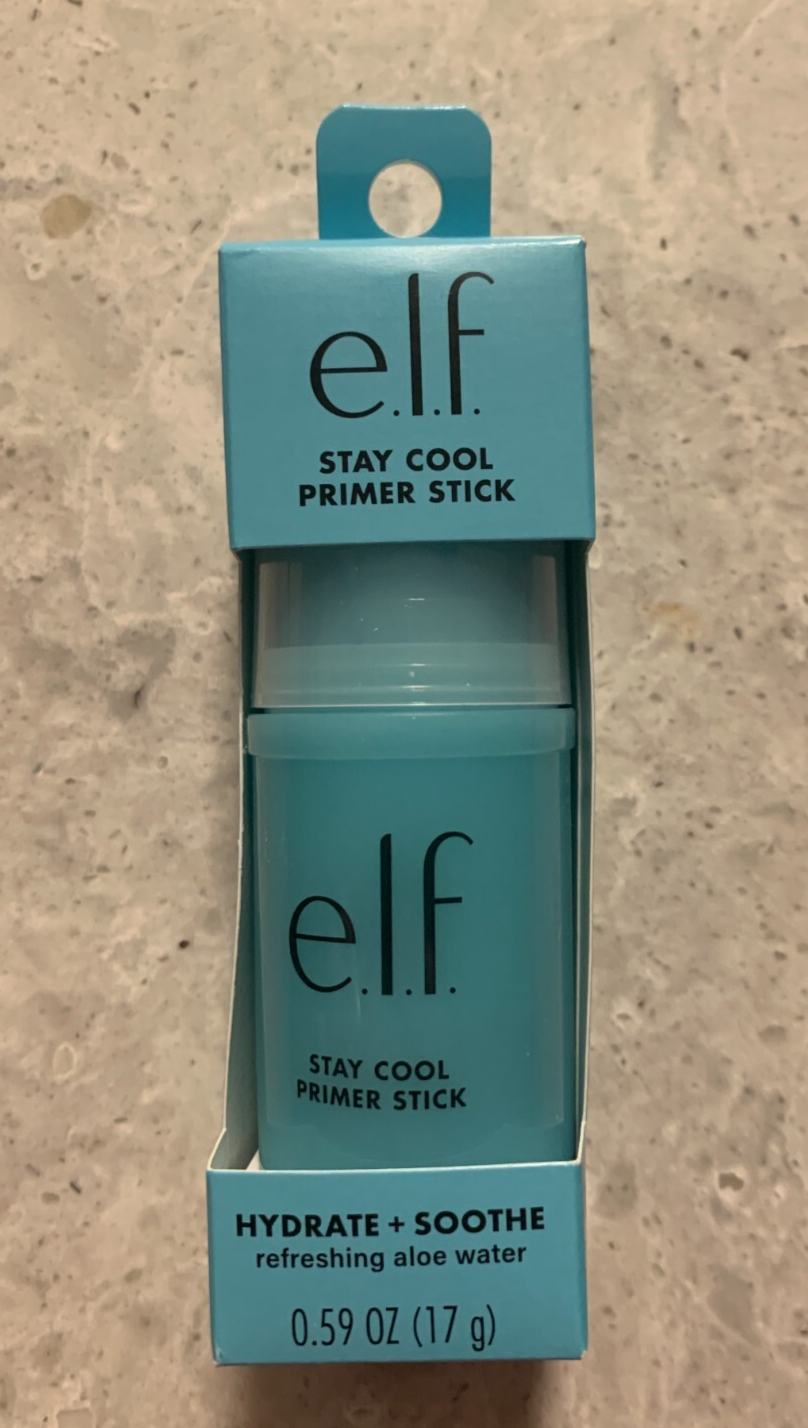 e.l.f.
STAY COOL
PRIMER STICK
e.l.f.
STAY COOL
PRIMER STICK
HYDRATE + SOOTHE
refreshing aloe water
0.59 OZ (17 g)